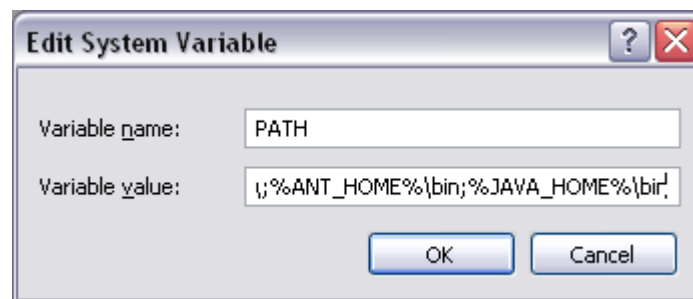 Edit System Variable
Variable name: PATH
Variable value: ;%ANT_HOME%\bin;%JAVA_HOME%\bin
OK Cancel